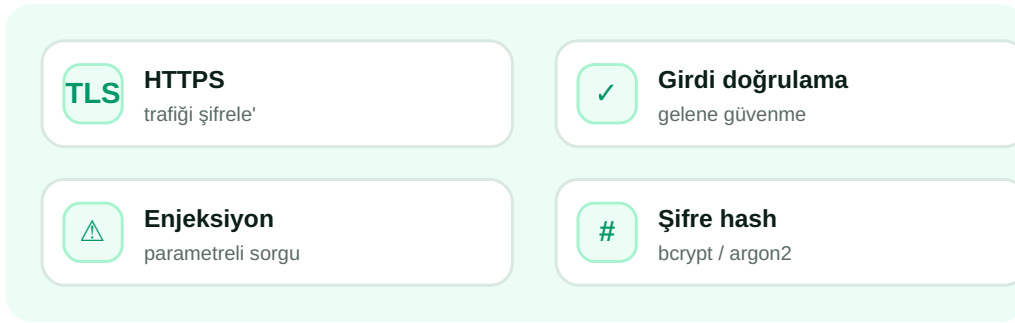 TLS
HTTPS
trafiği şifrele'
✓
Girdi doğrulama
gelene güvenme
⚠
Enjeksiyon
parametreli sorgu
#
Şifre hash
bcrypt / argon2